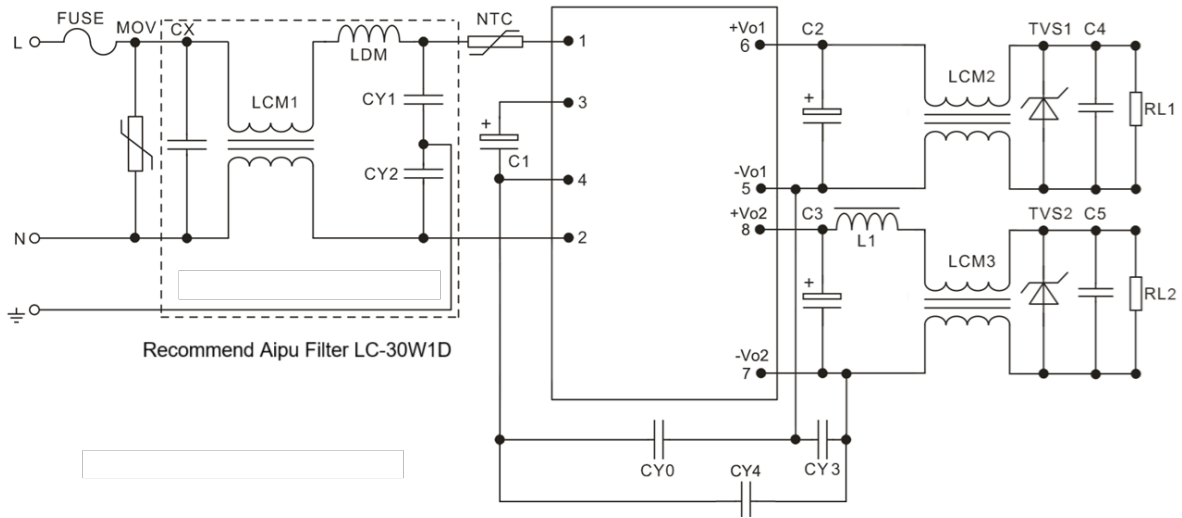 FUSE
MOV
CX
NTC
L
LDM
LCM1
CY1
CY2
N
Recommend Aipu Filter LC-30W1D
1
3
+
C1
4
2
+Vo1
6
C2
+
-Vo1
5
+Vo2
8
C3
+
L1
-Vo2
7
LCM2
TVS1
C4
RL1
LCM3
TVS2
C5
RL2
CY0
CY3
CY4